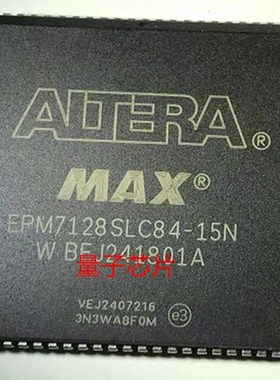 ALTERA®
MAX®
EPM7128SLC84-15N
W BEJ241801A
量子芯片
VEJ2407216
3N3WA8F0M e3